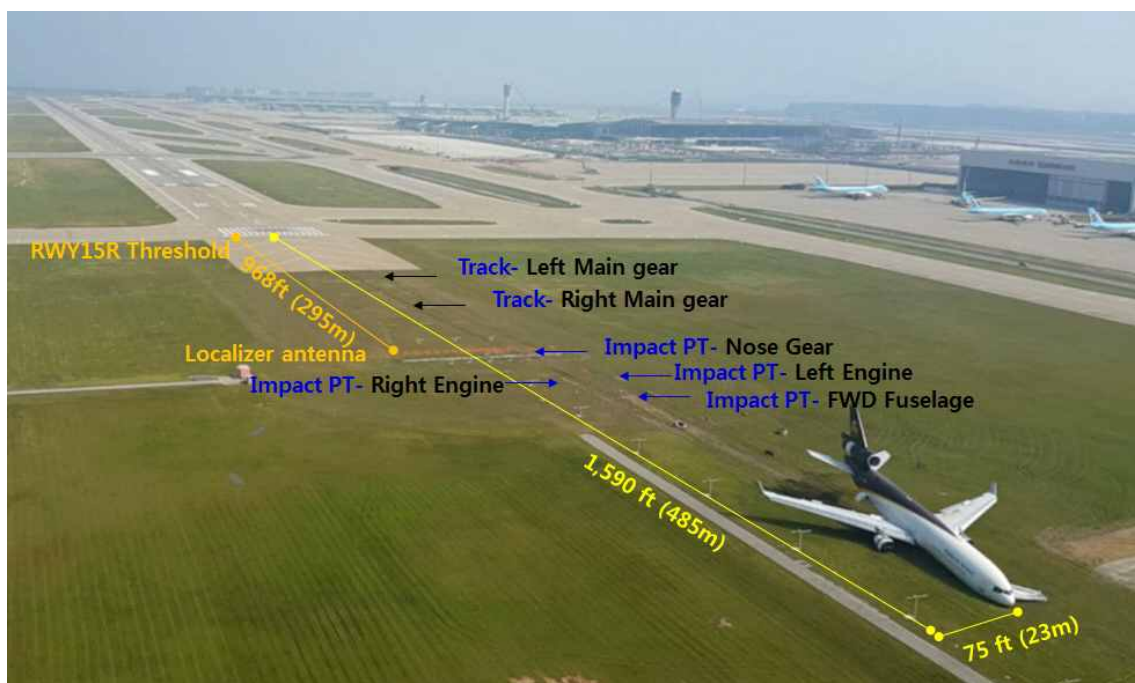 RWY15R Threshold
968ft (295m)
Track- Left Main gear
Track- Right Main gear
Localizer antenna
Impact PT- Nose Gear
Impact PT- Left Engine
Impact PT- Right Engine
Impact PT- FWD Fuselage
1,590 ft (485m)
75 ft (23m)